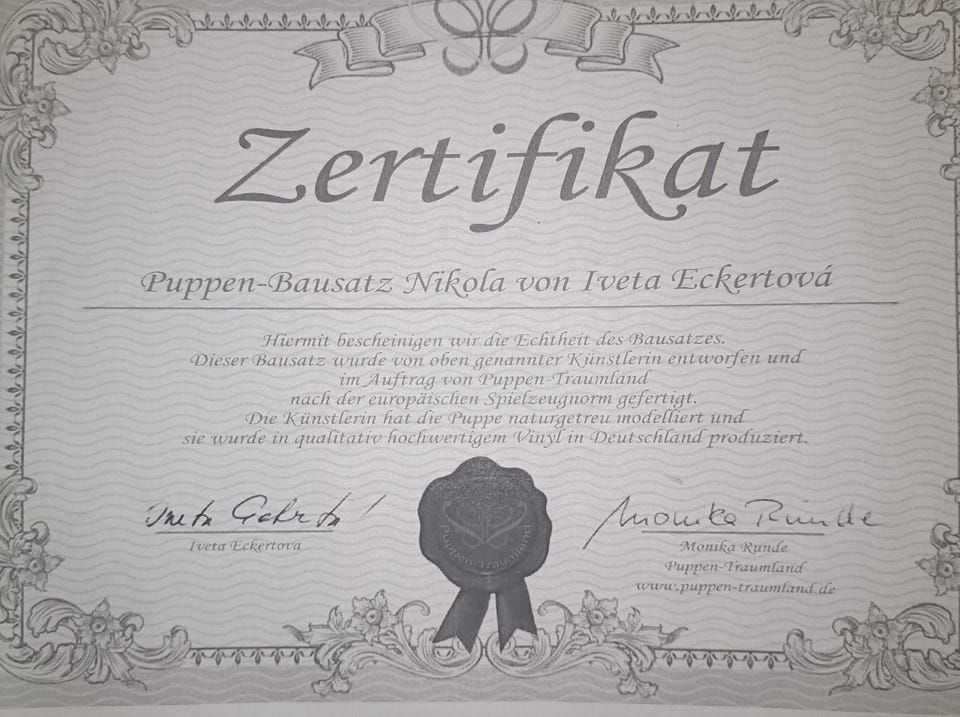 Zertifikat
Puppen-Bausatz Nikola von Iveta Eckertová
Hiermit bescheinigen wir die Echtheit des Bausatzes.
Dieser Bausatz wurde von oben genannter Künstlerin entworfen und
im Auftrag von Puppen-Traumland
nach der europäischen Spielzeugnorm gefertigt.
Die Künstlerin hat die Puppe naturgetreu modelliert und
sie wurde in qualitativ hochwertigem Vinyl in Deutschland produziert.
Puppen-Traumland
Iveta Eckertova
Monika Runde
Monika Runde
Puppen-Traumland
www.puppen-traumland.de